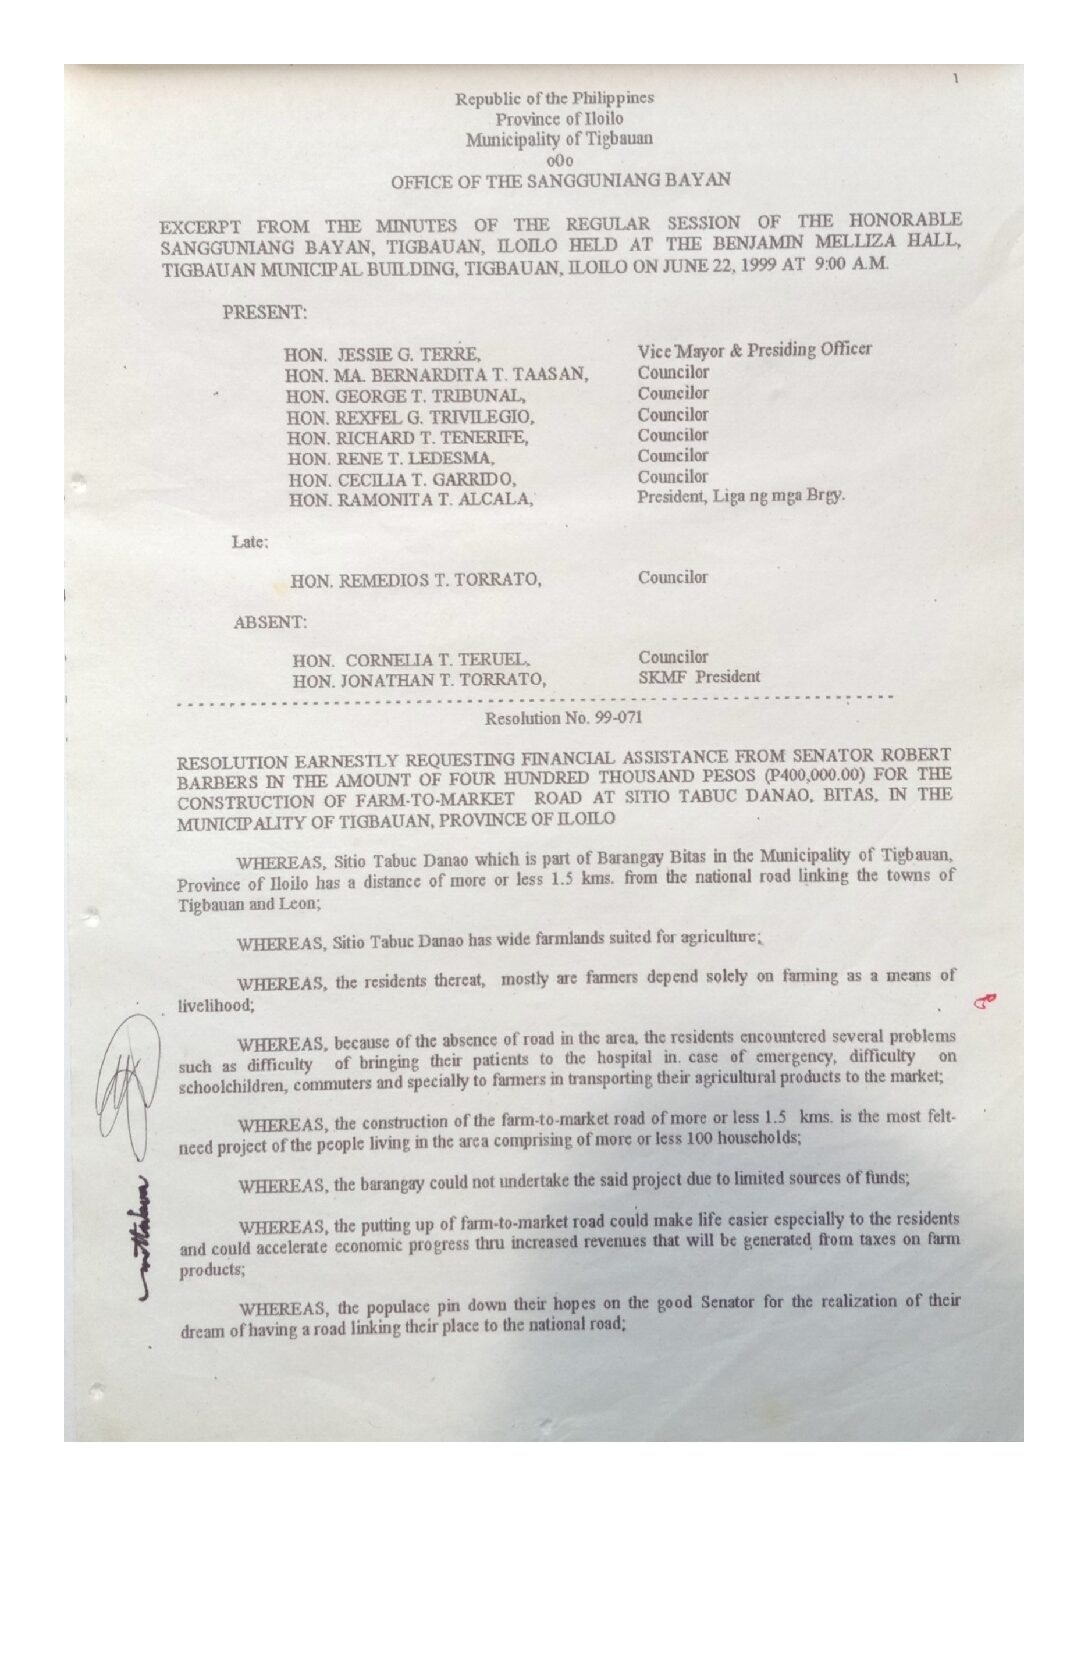 1
Republic of the Philippines
Province of Iloilo
Municipality of Tigbauan
o0o
OFFICE OF THE SANGGUNIANG BAYAN
EXCERPT FROM THE MINUTES OF THE REGULAR SESSION OF THE HONORABLE
SANGGUNIANG BAYAN, TIGBAUAN, ILOILO HELD AT THE BENJAMIN MELLIZA HALL,
TIGBAUAN MUNICIPAL BUILDING, TIGBAUAN, ILOILO ON JUNE 22, 1999 AT 9:00 A.M.
PRESENT:
HON. JESSIE G. TERRE, Vice Mayor & Presiding Officer
HON. MA. BERNARDITA T. TAASAN, Councilor
HON. GEORGE T. TRIBUNAL, Councilor
HON. REXFEL G. TRIVILEGIO, Councilor
HON. RICHARD T. TENERIFE, Councilor
HON. RENE T. LEDESMA, Councilor
HON. CECILIA T. GARRIDO, Councilor
HON. RAMONITA T. ALCALA, President, Liga ng mga Brgy.
Late:
HON. REMEDIOS T. TORRATO, Councilor
ABSENT:
HON. CORNELIA T. TERUEL, Councilor
HON. JONATHAN T. TORRATO, SKMF President
Resolution No. 99-071
RESOLUTION EARNESTLY REQUESTING FINANCIAL ASSISTANCE FROM SENATOR ROBERT
BARBERS IN THE AMOUNT OF FOUR HUNDRED THOUSAND PESOS (P400,000.00) FOR THE
CONSTRUCTION OF FARM-TO-MARKET ROAD AT SITIO TABUC DANAO, BITAS, IN THE
MUNICIPALITY OF TIGBAUAN, PROVINCE OF ILOILO
WHEREAS, Sitio Tabuc Danao which is part of Barangay Bitas in the Municipality of Tigbauan,
Province of Iloilo has a distance of more or less 1.5 kms. from the national road linking the towns of
Tigbauan and Leon;
WHEREAS, Sitio Tabuc Danao has wide farmlands suited for agriculture;
WHEREAS, the residents thereat, mostly are farmers depend solely on farming as a means of
livelihood;
WHEREAS, because of the absence of road in the area, the residents encountered several problems
such as difficulty of bringing their patients to the hospital in. case of emergency, difficulty on
schoolchildren, commuters and specially to farmers in transporting their agricultural products to the market;
WHEREAS, the construction of the farm-to-market road of more or less 1.5 kms. is the most felt-
need project of the people living in the area comprising of more or less 100 households;
WHEREAS, the barangay could not undertake the said project due to limited sources of funds;
WHEREAS, the putting up of farm-to-market road could make life easier especially to the residents
and could accelerate economic progress thru increased revenues that will be generated from taxes on farm
products;
WHEREAS, the populace pin down their hopes on the good Senator for the realization of their
dream of having a road linking their place to the national road;